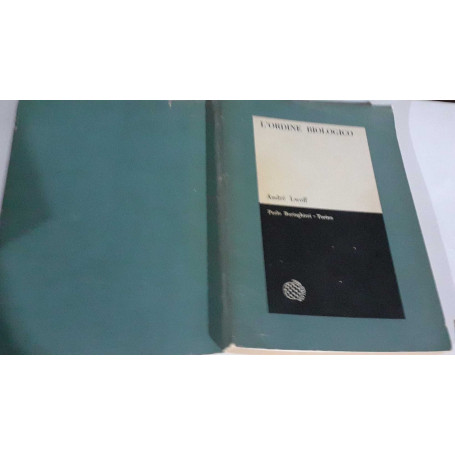 L'ORDINE BIOLOGICO
André Lwoff
Paolo Boringhieri - Torino